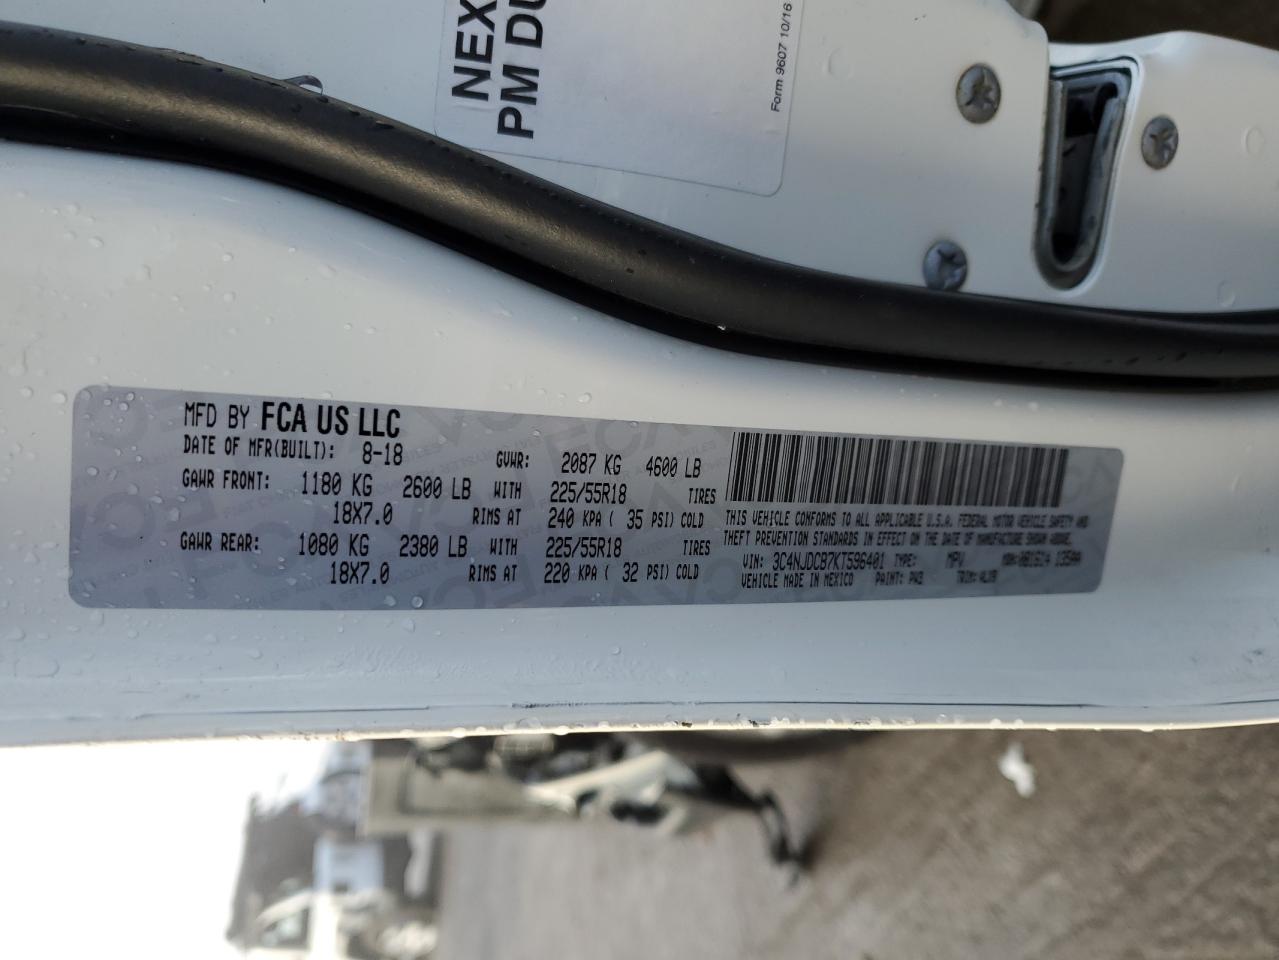 NEX
PM DU
Form 9607 10/16
MFD BY FCA US LLC
DATE OF MFR(BUILT): 8-18 GVWR: 2087 KG 4600 LB
GAWR FRONT: 1180 KG 2600 LB WITH 225/55R18 TIRES
18X7.0 RIMS AT 240 KPA ( 35 PSI) COLD
GAWR REAR: 1080 KG 2380 LB WITH 225/55R18 TIRES
18X7.0 RIMS AT 220 KPA ( 32 PSI) COLD
THIS VEHICLE CONFORMS TO ALL APPLICABLE U.S.A. FEDERAL MOTOR VEHICLE SAFETY AND
THEFT PREVENTION STANDARDS IN EFFECT ON THE DATE OF MANUFACTURE SHOWN ABOVE.
VIN: 3C4NJDCB7KT596401 TYPE: MPV MDH:
VEHICLE MADE IN MEXICO PAINT: PW3 TRIM: